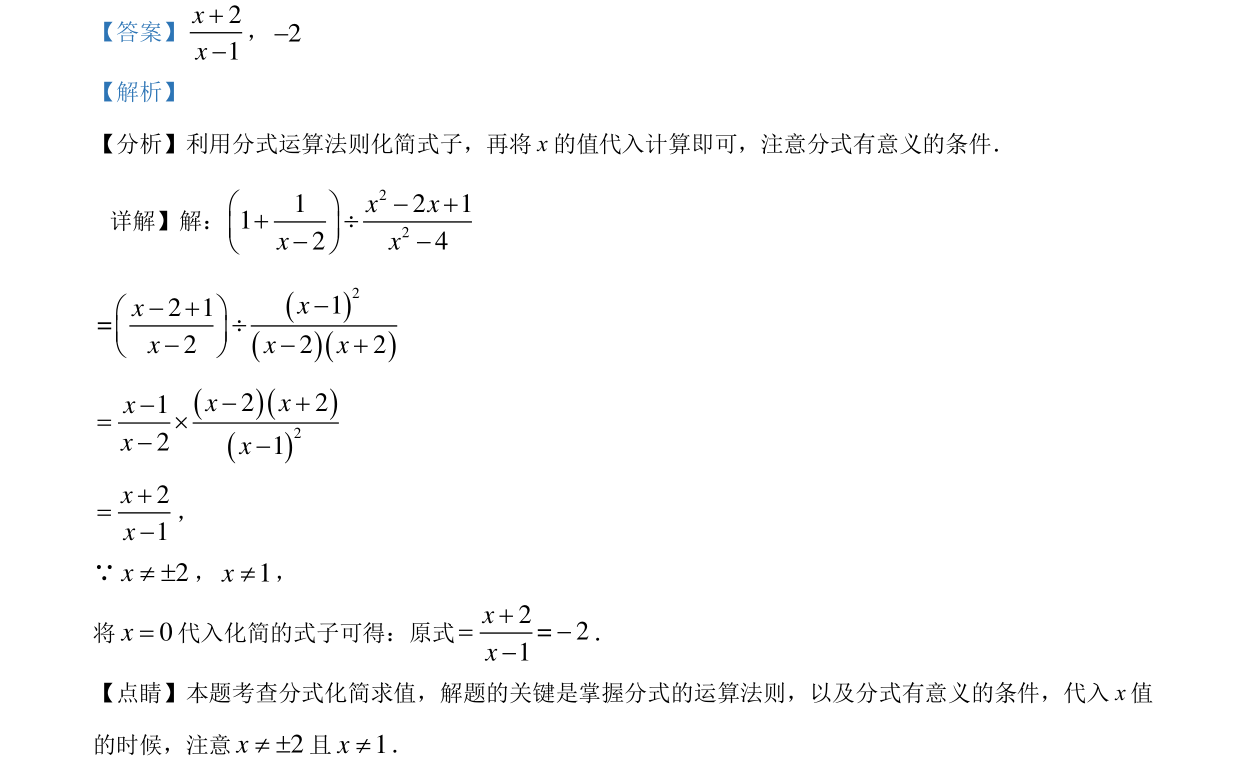 【答案】$\frac{x+2}{x-1}$，$-2$
【解析】
【分析】利用分式运算法则化简式子，再将 $x$ 的值代入计算即可，注意分式有意义的条件．
详解】解：$\left(1+\frac{1}{x-2}\right)\div\frac{x^2-2x+1}{x^2-4}$
$=\left(\frac{x-2+1}{x-2}\right)\div\frac{(x-1)^2}{(x-2)(x+2)}$
$=\frac{x-1}{x-2}\times\frac{(x-2)(x+2)}{(x-1)^2}$
$=\frac{x+2}{x-1}$，
∵ $x\neq\pm2$，$x\neq1$，
将 $x=0$ 代入化简的式子可得：原式$=\frac{x+2}{x-1}=-2$．
【点睛】本题考查分式化简求值，解题的关键是掌握分式的运算法则，以及分式有意义的条件，代入 $x$ 值
的时候，注意 $x\neq\pm2$ 且 $x\neq1$．